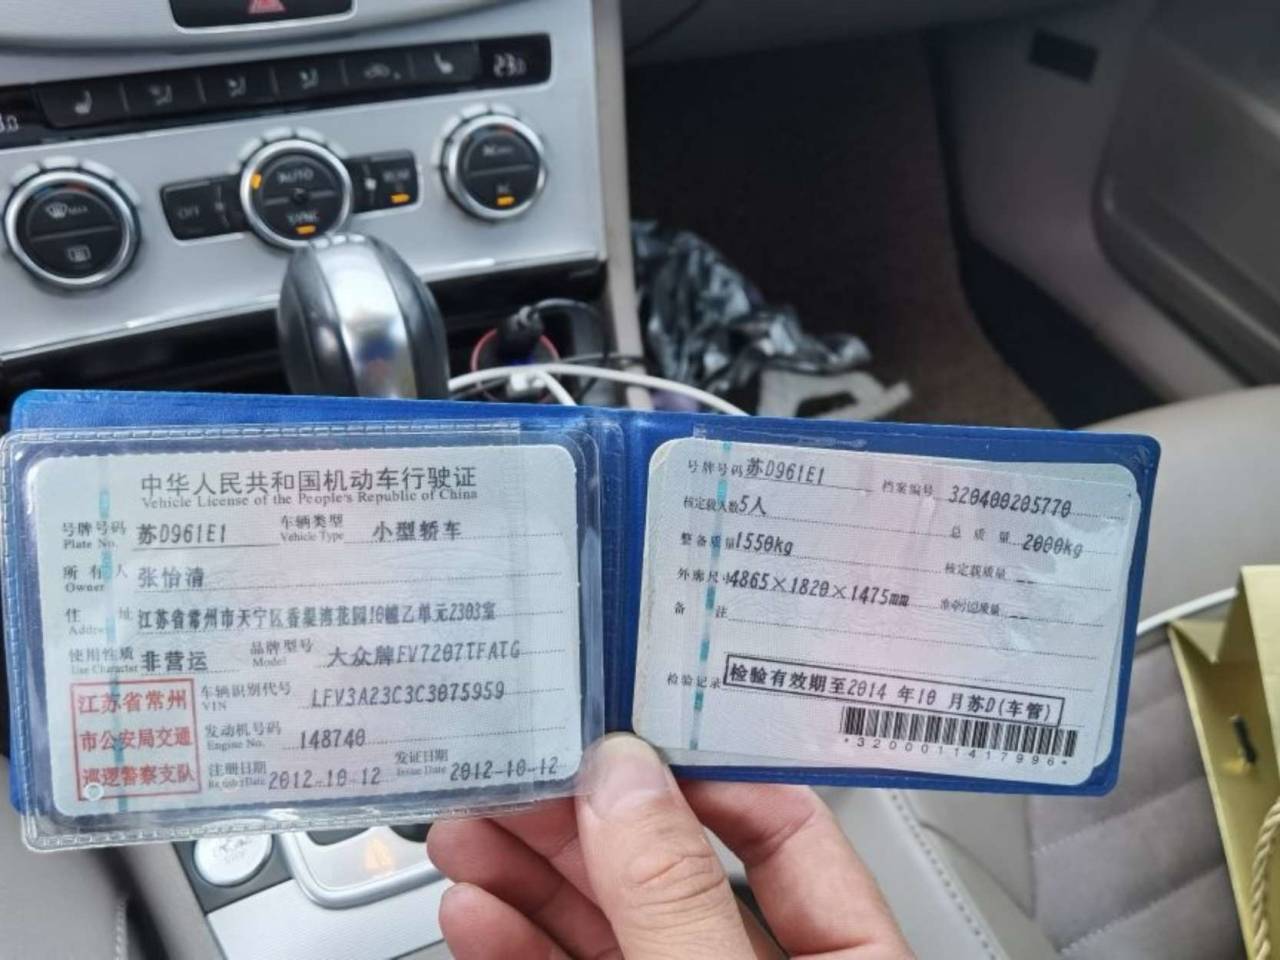 23.0
AUTO
SYNC
OFF
REAR
MAX
AC
中华人民共和国机动车行驶证
Vehicle License of the People's Republic of China
号牌号码 苏D961E1 车辆类型 小型轿车
Plate No. Vehicle Type
所有人 张怡清
Owner
住址 江苏省常州市天宁区香缇湾花园10幢乙单元2303室
Address
使用性质 非营运 品牌型号 大众牌FV7207TFATG
Use Character Model
江苏省常州
市公安局交通
巡逻警察支队
车辆识别代号 LFV3A23C3C3075959
VIN
发动机号码 148740
Engine No.
注册日期 2012-10-12 发证日期 2012-10-12
Register Date Issue Date
号牌号码 苏D961E1 档案编号 320400205770
核定载人数 5人 总质量 2000kg
整备质量 1550kg 核定载质量
外廓尺寸 4865×1820×1475mm 准牵引总质量
备注
检验记录 检验有效期至2014年10月苏D(车管)
*3200011417996*